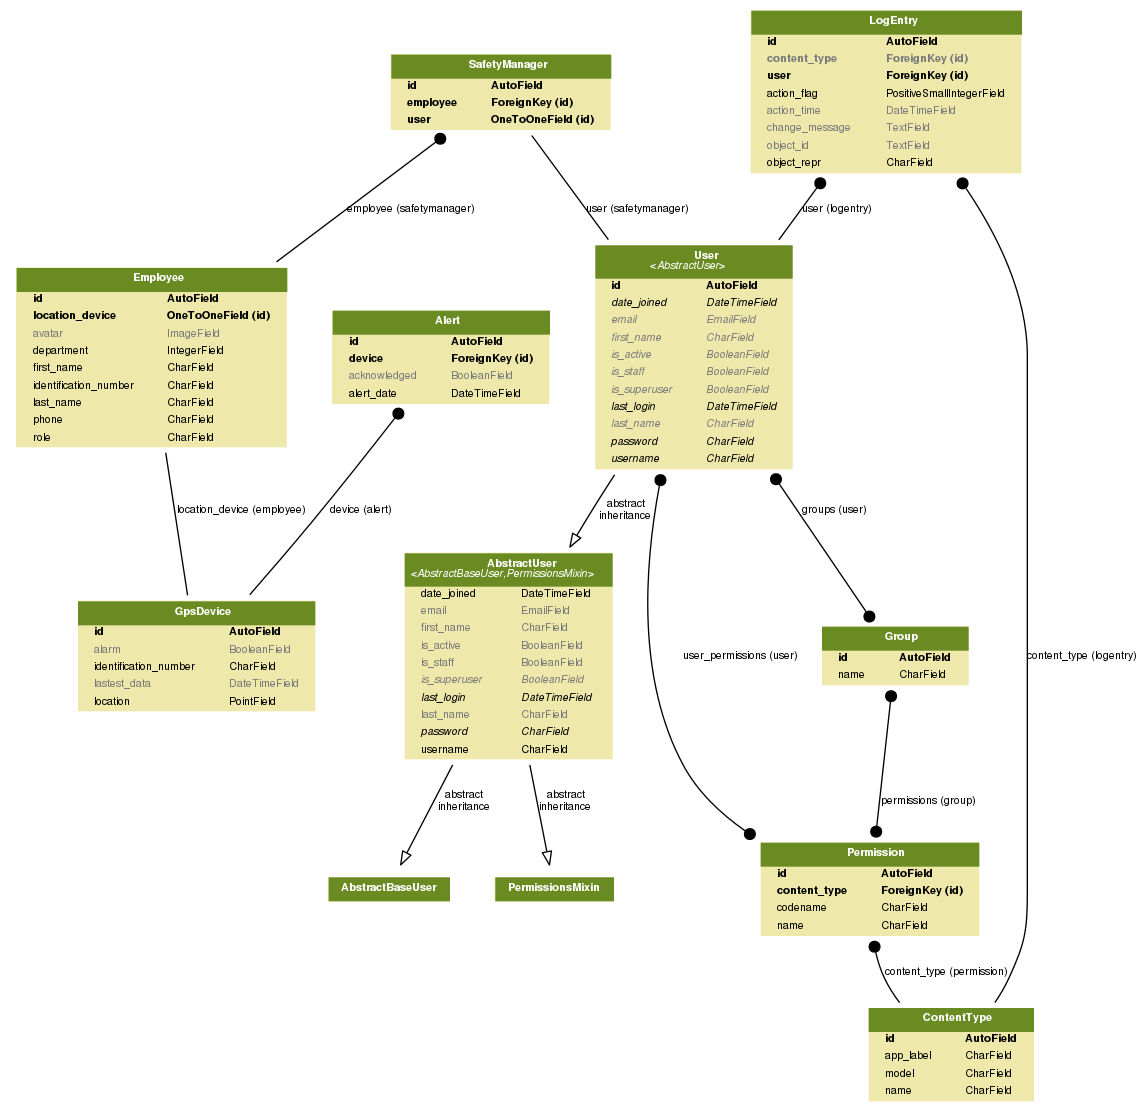 LogEntry
id AutoField
content_type ForeignKey (id)
user ForeignKey (id)
action_flag PositiveSmallIntegerField
action_time DateTimeField
change_message TextField
object_id TextField
object_repr CharField
SafetyManager
id AutoField
employee ForeignKey (id)
user OneToOneField (id)
employee (safetymanager)
user (safetymanager)
user (logentry)
User
<AbstractUser>
id AutoField
date_joined DateTimeField
email EmailField
first_name CharField
is_active BooleanField
is_staff BooleanField
is_superuser BooleanField
last_login DateTimeField
last_name CharField
password CharField
username CharField
Employee
id AutoField
location_device OneToOneField (id)
avatar ImageField
department IntegerField
first_name CharField
identification_number CharField
last_name CharField
phone CharField
role CharField
Alert
id AutoField
device ForeignKey (id)
acknowledged BooleanField
alert_date DateTimeField
location_device (employee)
device (alert)
abstract
inheritance
groups (user)
AbstractUser
<AbstractBaseUser,PermissionsMixin>
date_joined DateTimeField
email EmailField
first_name CharField
is_active BooleanField
is_staff BooleanField
is_superuser BooleanField
last_login DateTimeField
last_name CharField
password CharField
username CharField
GpsDevice
id AutoField
alarm BooleanField
identification_number CharField
lastest_data DateTimeField
location PointField
Group
id AutoField
name CharField
user_permissions (user)
content_type (logentry)
abstract
inheritance
abstract
inheritance
permissions (group)
AbstractBaseUser
PermissionsMixin
Permission
id AutoField
content_type ForeignKey (id)
codename CharField
name CharField
content_type (permission)
ContentType
id AutoField
app_label CharField
model CharField
name CharField